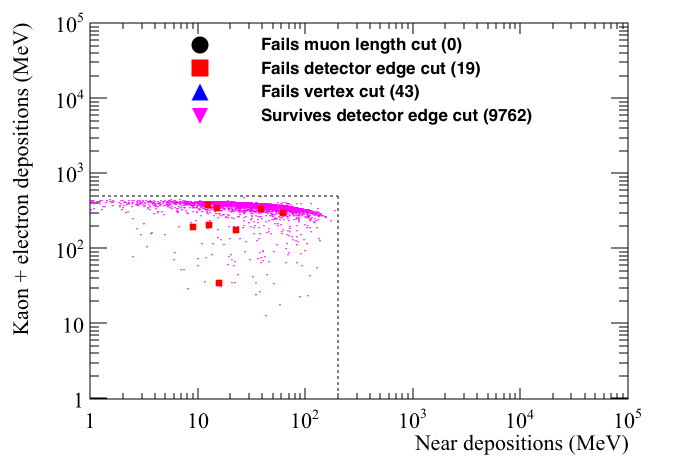 Kaon + electron depositions (MeV)
10^5
10^4
10^3
10^2
10
1
Fails muon length cut (0)
Fails detector edge cut (19)
Fails vertex cut (43)
Survives detector edge cut (9762)
1 10 10^2 10^3 10^4 10^5
Near depositions (MeV)